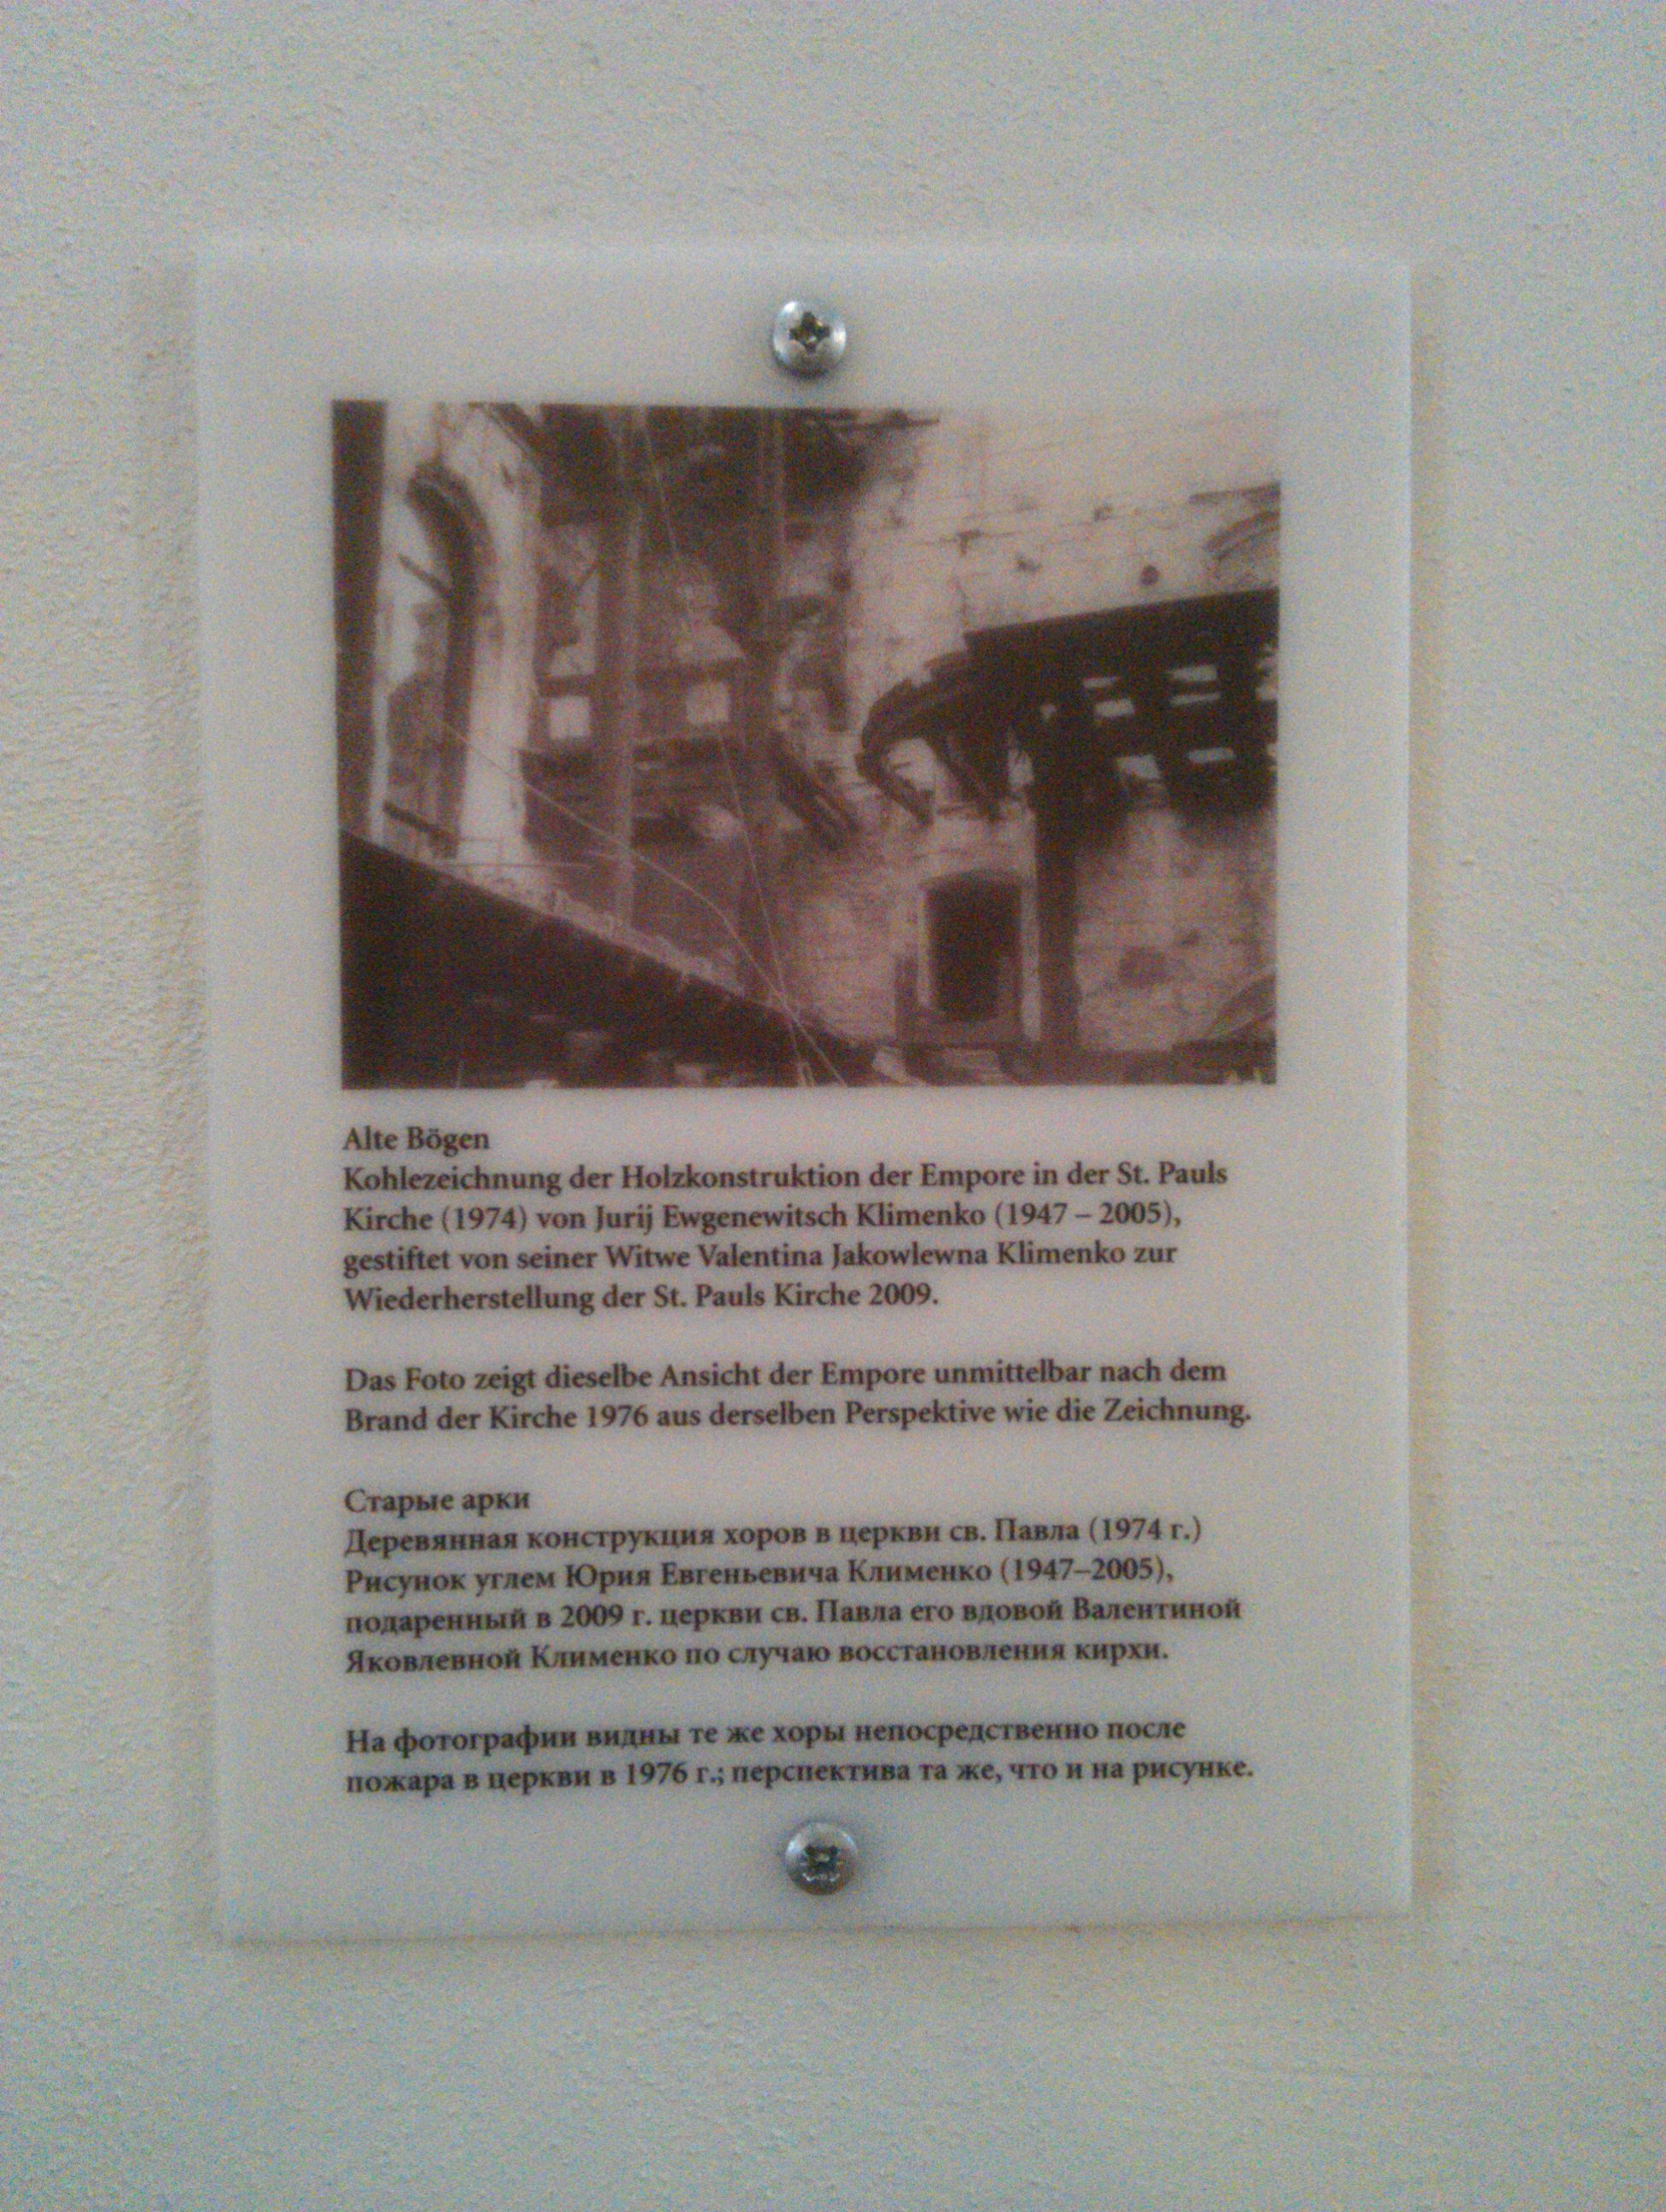 Alte Bögen
Kohlezeichnung der Holzkonstruktion der Empore in der St. Pauls
Kirche (1974) von Jurij Ewgenewitsch Klimenko (1947 – 2005),
gestiftet von seiner Witwe Valentina Jakowlewna Klimenko zur
Wiederherstellung der St. Pauls Kirche 2009.
Das Foto zeigt dieselbe Ansicht der Empore unmittelbar nach dem
Brand der Kirche 1976 aus derselben Perspektive wie die Zeichnung.
Старые арки
Деревянная конструкция хоров в церкви св. Павла (1974 г.)
Рисунок углем Юрия Евгеньевича Клименко (1947–2005),
подаренный в 2009 г. церкви св. Павла его вдовой Валентиной
Яковлевной Клименко по случаю восстановления кирхи.
На фотографии видны те же хоры непосредственно после
пожара в церкви в 1976 г.; перспектива та же, что и на рисунке.